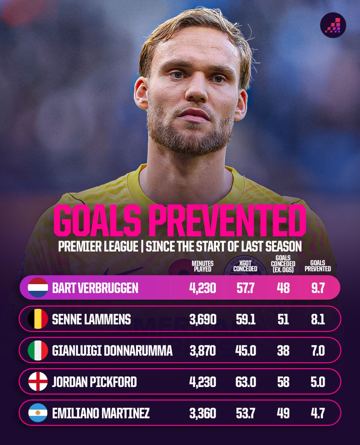 GOALS PREVENTED
PREMIER LEAGUE | SINCE THE START OF LAST SEASON
MINUTES PLAYED XGOT CONCEDED GOALS CONCEDED (EX. OGS) GOALS PREVENTED
BART VERBRUGGEN 4,230 57.7 48 9.7
SENNE LAMMENS 3,690 59.1 51 8.1
GIANLUIGI DONNARUMMA 3,870 45.0 38 7.0
JORDAN PICKFORD 4,230 63.0 58 5.0
EMILIANO MARTINEZ 3,360 53.7 49 4.7